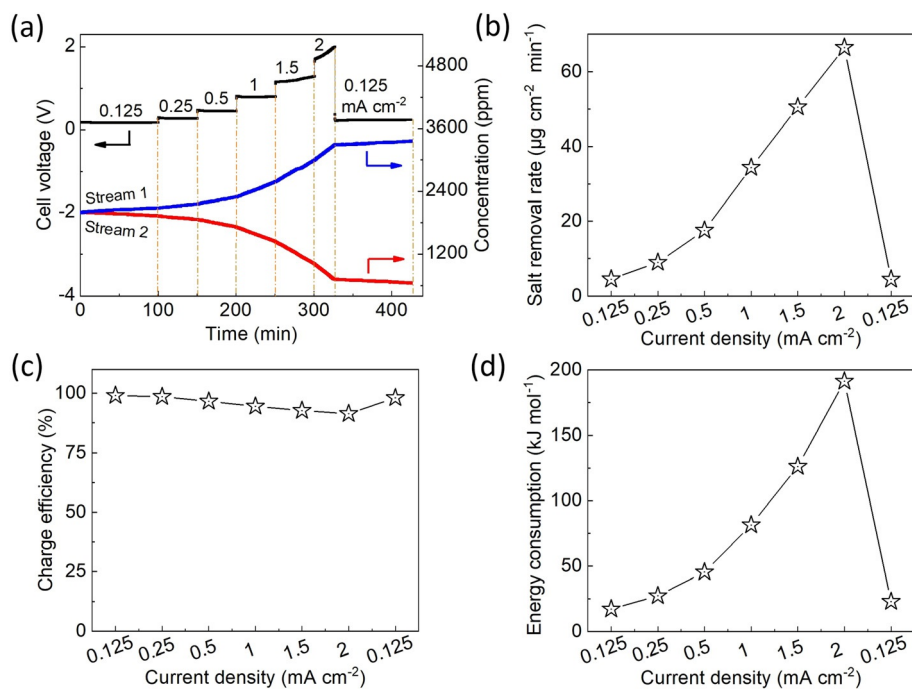 (a)
2
0
-2
-4
Cell voltage (V)
0.125
0.25
0.5
1
1.5
2
0.125
mA cm-2
Stream 1
Stream 2
4800
3600
2400
1200
Concentration (ppm)
0 100 200 300 400
Time (min)
(b)
60
40
20
0
Salt removal rate (µg cm-2 min-1)
0.125 0.25 0.5 1 1.5 2 0.125
Current density (mA cm-2)
(c)
100
75
50
25
0
Charge efficiency (%)
0.125 0.25 0.5 1 1.5 2 0.125
Current density (mA cm-2)
(d)
200
150
100
50
0
Energy consumption (kJ mol-1)
0.125 0.25 0.5 1 1.5 2 0.125
Current density (mA cm-2)